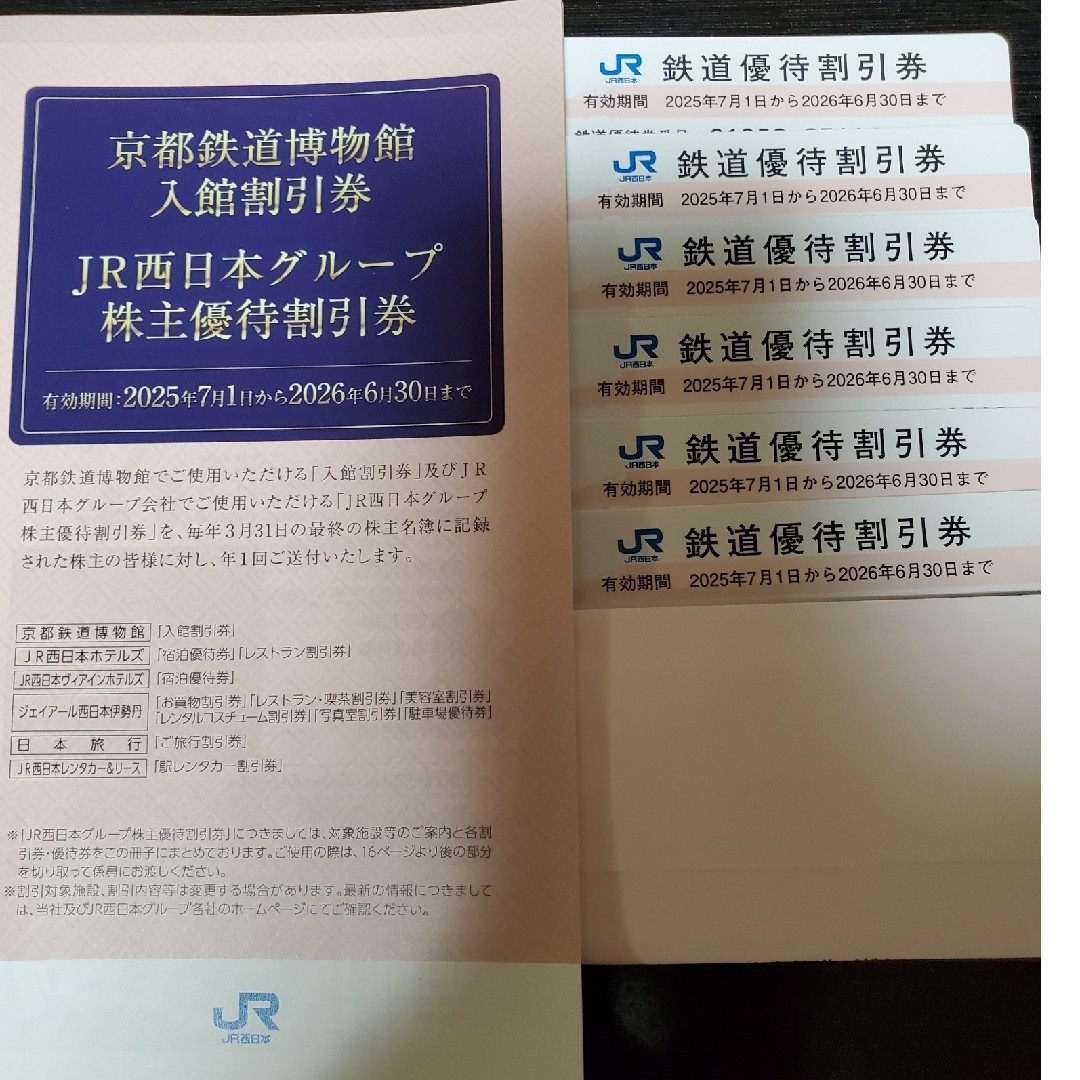 京都鉄道博物館
入館割引券
JR西日本グループ
株主優待割引券
有効期間:2025年7月1日から2026年6月30日まで
京都鉄道博物館でご使用いただける「入館割引券」及びJR
西日本グループ会社でご使用いただける「JR西日本グループ
株主優待割引券」を、毎年3月31日の最終の株主名簿に記録
された株主の皆様に対し、年1回ご送付いたします。
京都鉄道博物館「入館割引券」
JR西日本ホテルズ「宿泊優待券」「レストラン割引券」
JR西日本ヴィアインホテルズ「宿泊優待券」
ジェイアール西日本伊勢丹「お買物割引券」「レストラン・喫茶割引券」「美容室割引券」
「レンタルコスチューム割引券」「写真室割引券」「駐車場優待券」
日本旅行「ご旅行割引券」
JR西日本レンタカー&リース「駅レンタカー割引券」
※「JR西日本グループ株主優待割引券」につきましては、対象施設等のご案内と各割
引券・優待券をこの冊子にまとめております。ご使用の際は、16ページより後の部分
を切り取って係員にお渡しください。
※割引対象施設、割引内容等は変更する場合があります。最新の情報につきまして
は、当社及びJR西日本グループ各社のホームページにてご確認ください。
JR
JR西日本
JR 鉄道優待割引券
JR西日本
有効期間 2025年7月1日から2026年6月30日まで
JR 鉄道優待割引券
JR西日本
有効期間 2025年7月1日から2026年6月30日まで
JR 鉄道優待割引券
JR西日本
有効期間 2025年7月1日から2026年6月30日まで
JR 鉄道優待割引券
JR西日本
有効期間 2025年7月1日から2026年6月30日まで
JR 鉄道優待割引券
JR西日本
有効期間 2025年7月1日から2026年6月30日まで
JR 鉄道優待割引券
JR西日本
有効期間 2025年7月1日から2026年6月30日まで